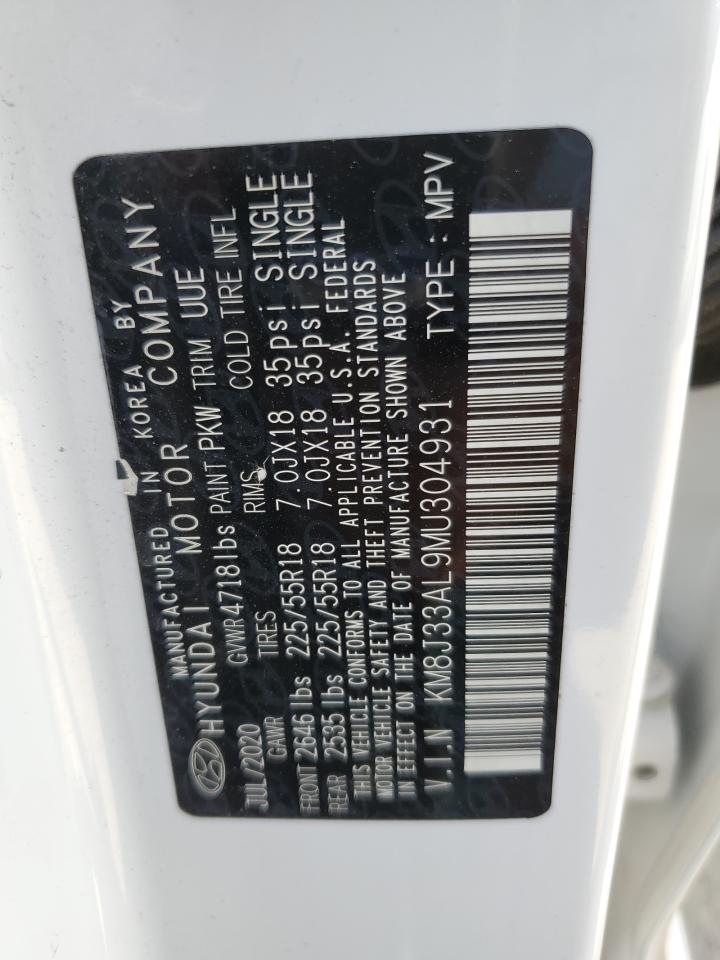 MANUFACTURED IN KOREA BY
HYUNDAI MOTOR COMPANY
JUL/2020 GVWR4718lbs PAINT PKW TRIM UUE
GAWR TIRES RIMS COLD TIRE INFL
FRONT 2646 lbs 225/55R18 7.0JX18 35psi SINGLE
REAR 2535 lbs 225/55R18 7.0JX18 35psi SINGLE
THIS VEHICLE CONFORMS TO ALL APPLICABLE U.S.A. FEDERAL
MOTOR VEHICLE SAFETY AND THEFT PREVENTION STANDARDS
IN EFFECT ON THE DATE OF MANUFACTURE SHOWN ABOVE
V.I.N KM8J33AL9MU304931 TYPE: MPV